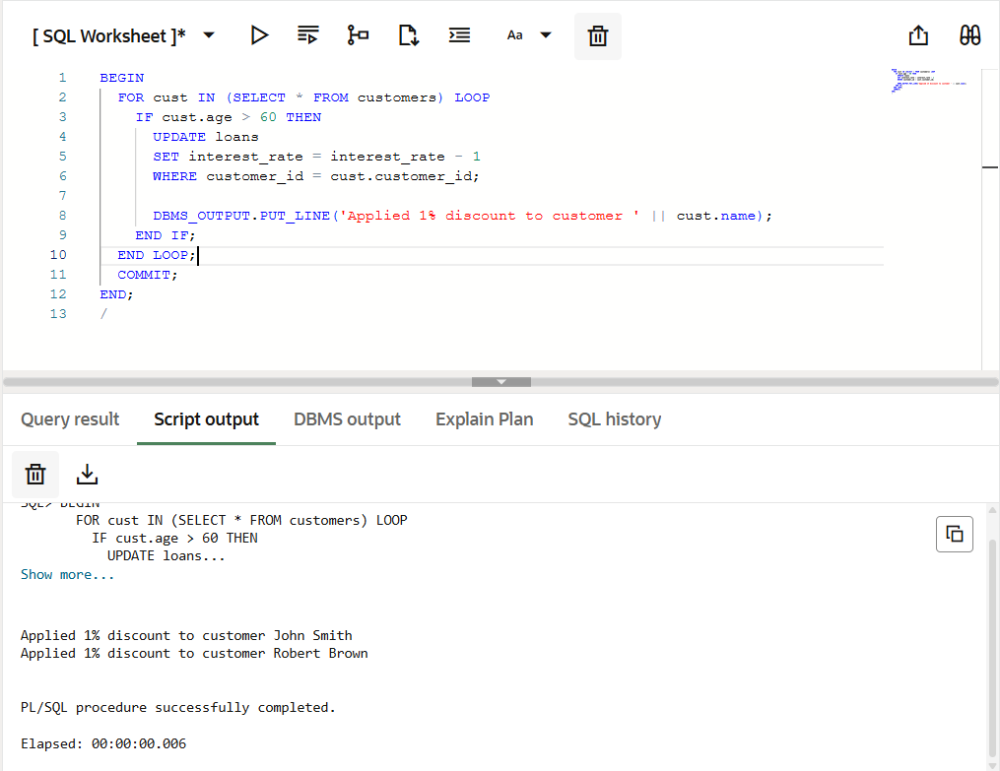 [ SQL Worksheet ]*
Aa
1 BEGIN
2 FOR cust IN (SELECT * FROM customers) LOOP
3 IF cust.age > 60 THEN
4 UPDATE loans
5 SET interest_rate = interest_rate - 1
6 WHERE customer_id = cust.customer_id;
7
8 DBMS_OUTPUT.PUT_LINE('Applied 1% discount to customer ' || cust.name);
9 END IF;
10 END LOOP;
11 COMMIT;
12 END;
13 /
Query result Script output DBMS output Explain Plan SQL history
SQL> BEGIN
FOR cust IN (SELECT * FROM customers) LOOP
IF cust.age > 60 THEN
UPDATE loans...
Show more...
Applied 1% discount to customer John Smith
Applied 1% discount to customer Robert Brown
PL/SQL procedure successfully completed.
Elapsed: 00:00:00.006